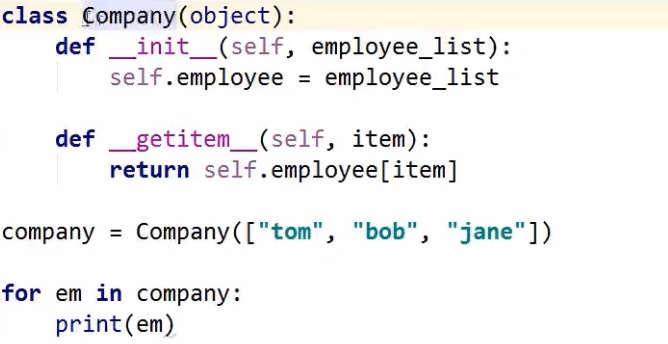 class Company(object):
    def __init__(self, employee_list):
        self.employee = employee_list

    def __getitem__(self, item):
        return self.employee[item]

company = Company(["tom", "bob", "jane"])

for em in company:
    print(em)